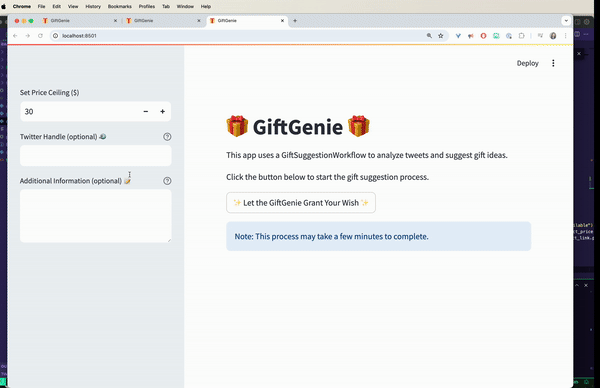 Chrome File Edit View History Bookmarks Profiles Tab Window Help
GiftGenie GiftGenie GiftGenie
localhost:8501
Deploy
Set Price Ceiling ($)
30
Twitter Handle (optional)
Additional Information (optional)
GiftGenie
This app uses a GiftSuggestionWorkflow to analyze tweets and suggest gift ideas.
Click the button below to start the gift suggestion process.
✨ Let the GiftGenie Grant Your Wish ✨
Note: This process may take a few minutes to complete.